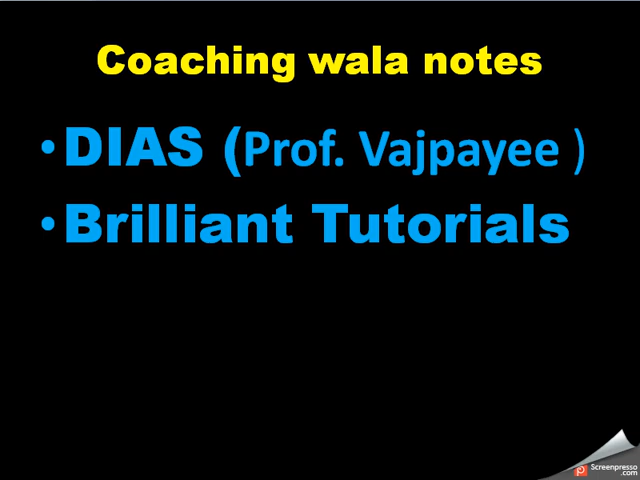 Coaching wala notes
•DIAS (Prof. Vajpayee )
•Brilliant Tutorials
Screenpresso
.com